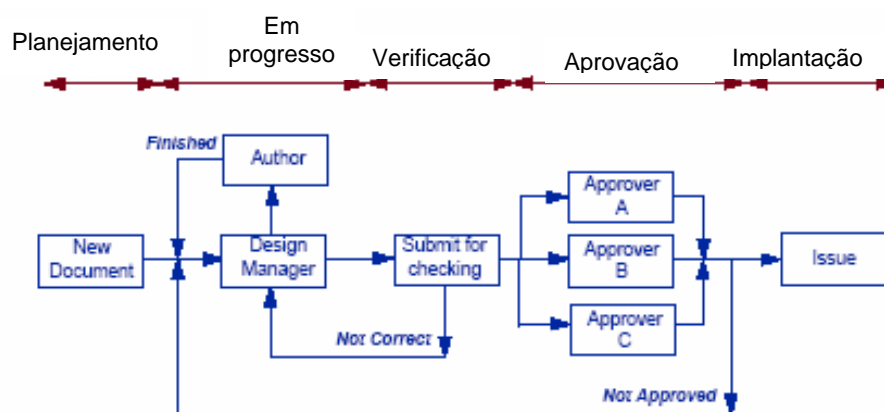 Planejamento
Em
progresso
Verificação
Aprovação
Implantação
Finished
Author
New
Document
Design
Manager
Submit for
checking
Approver
A
Approver
B
Approver
C
Issue
Not Correct
Not Approved